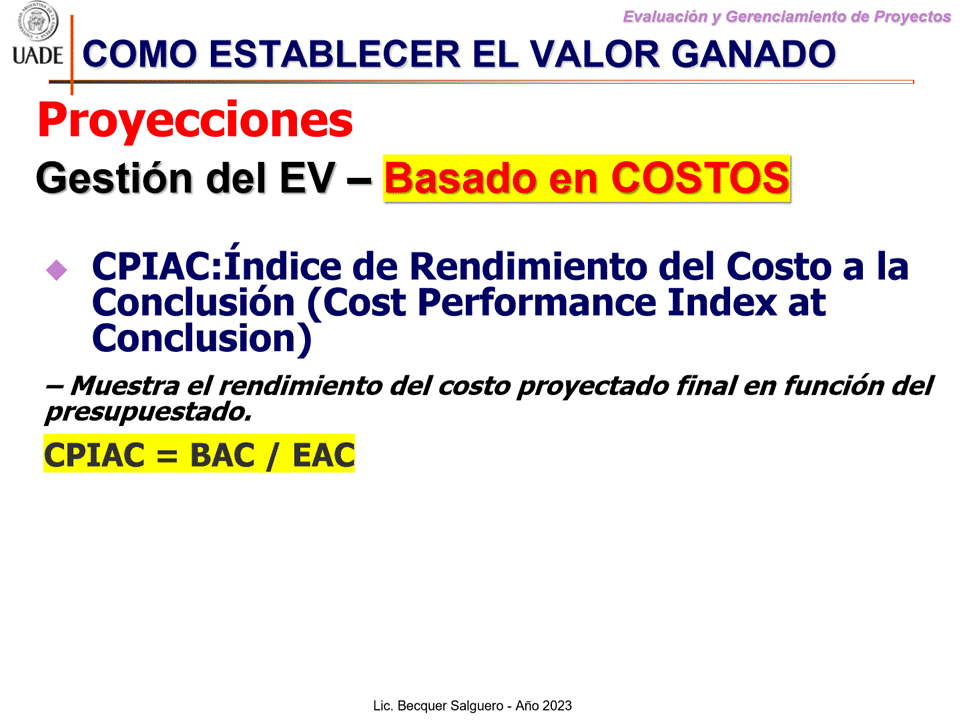 Evaluación y Gerenciamiento de Proyectos
UADE
COMO ESTABLECER EL VALOR GANADO
Proyecciones
Gestión del EV – Basado en COSTOS
CPIAC:Índice de Rendimiento del Costo a la
Conclusión (Cost Performance Index at
Conclusion)
– Muestra el rendimiento del costo proyectado final en función del
presupuestado.
CPIAC = BAC / EAC
Lic. Becquer Salguero - Año 2023